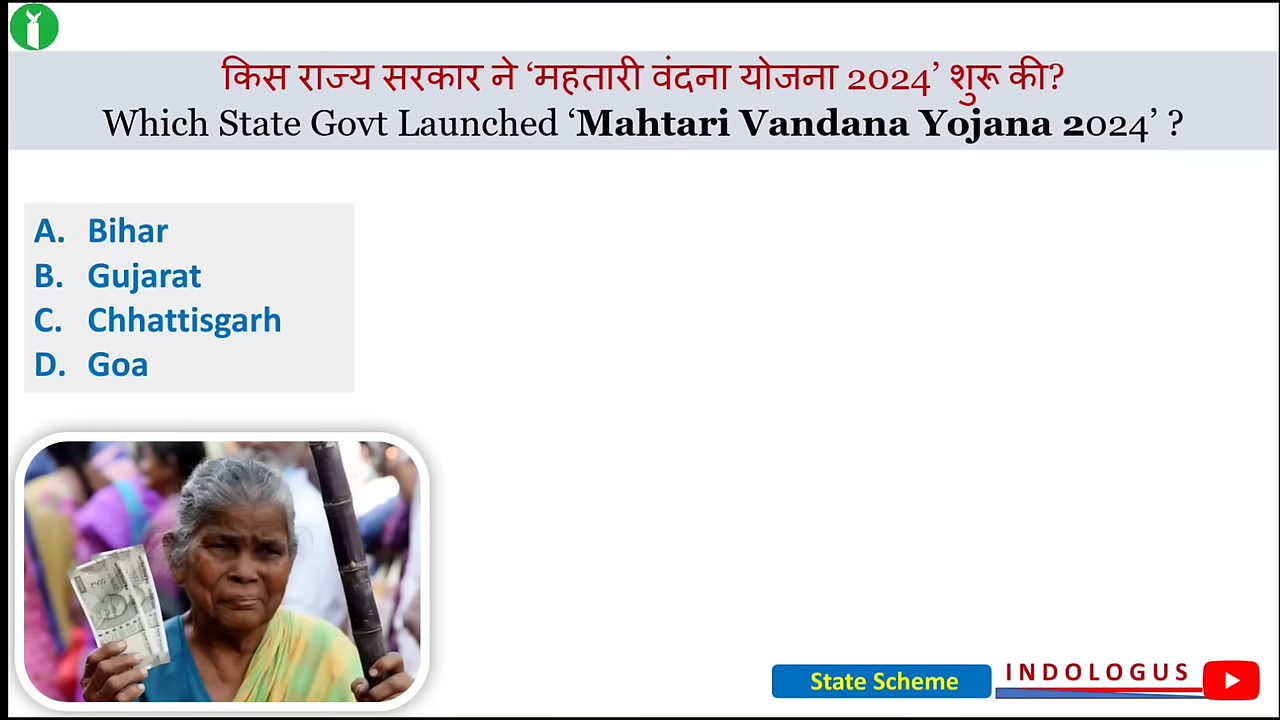 किस राज्य सरकार ने ‘महतारी वंदना योजना 2024’ शुरू की?
Which State Govt Launched ‘Mahtari Vandana Yojana 2024’ ?
A. Bihar
B. Gujarat
C. Chhattisgarh
D. Goa
State Scheme
INDOLOGUS